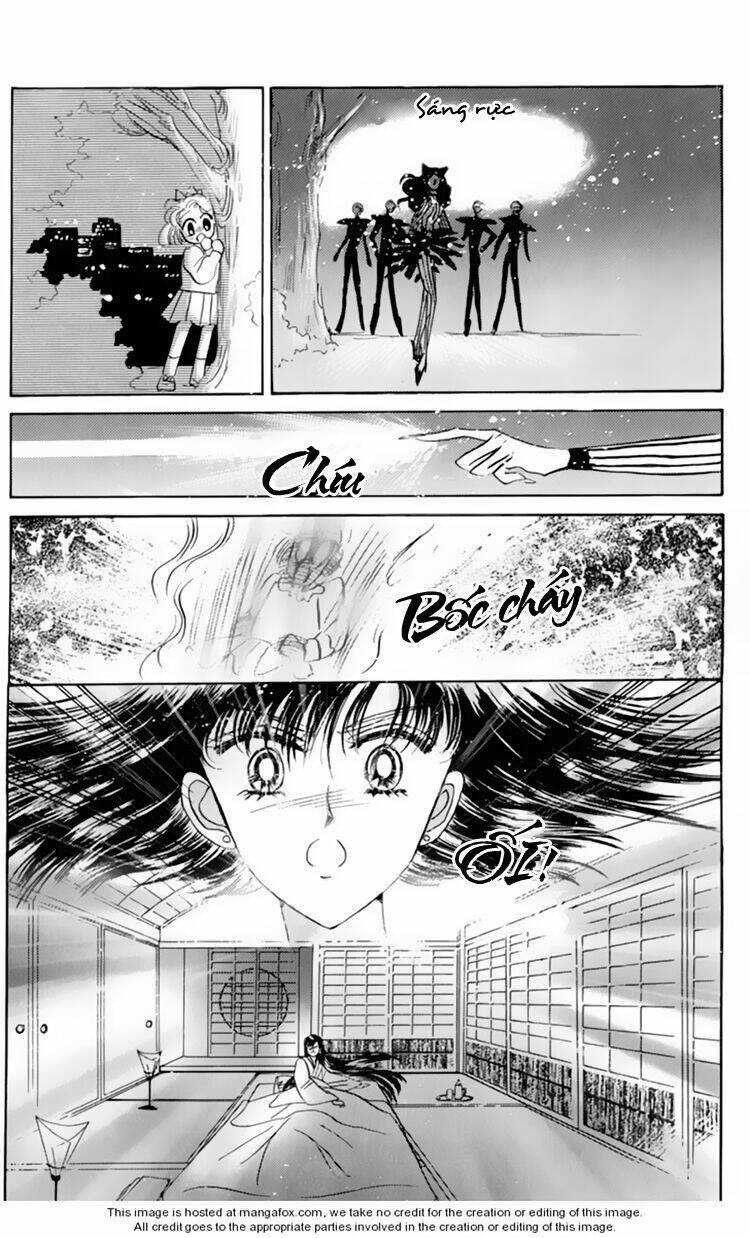 Sáng rực
Chíu
Bốc cháy
Ối!
This image is hosted at mangafox.com, we take no credit for the creation or editing of this image.
All credit goes to the appropriate parties involved in the creation or editing of this image.